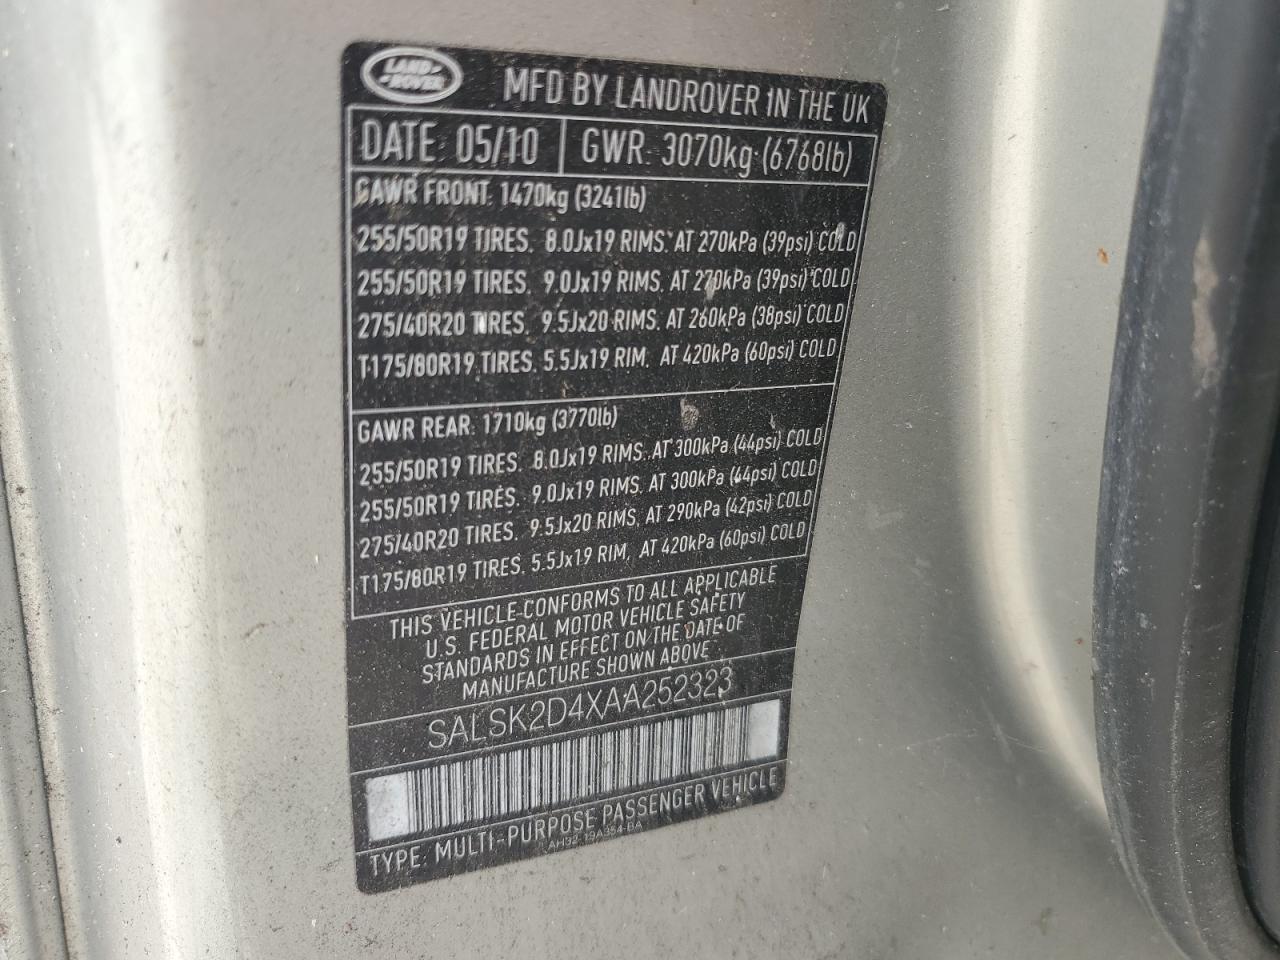 LAND ROVER
MFD BY LANDROVER IN THE UK
DATE: 05/10 GWR: 3070kg (6768lb)
GAWR FRONT: 1470kg (3241lb)
255/50R19 TIRES, 8.0Jx19 RIMS, AT 270kPa (39psi) COLD
255/50R19 TIRES, 9.0Jx19 RIMS, AT 270kPa (39psi) COLD
275/40R20 TIRES, 9.5Jx20 RIMS, AT 260kPa (38psi) COLD
T175/80R19 TIRES, 5.5Jx19 RIM, AT 420kPa (60psi) COLD
GAWR REAR: 1710kg (3770lb)
255/50R19 TIRES, 8.0Jx19 RIMS, AT 300kPa (44psi) COLD
255/50R19 TIRES, 9.0Jx19 RIMS, AT 300kPa (44psi) COLD
275/40R20 TIRES, 9.5Jx20 RIMS, AT 290kPa (42psi) COLD
T175/80R19 TIRES, 5.5Jx19 RIM, AT 420kPa (60psi) COLD
THIS VEHICLE CONFORMS TO ALL APPLICABLE
U.S. FEDERAL MOTOR VEHICLE SAFETY
STANDARDS IN EFFECT ON THE DATE OF
MANUFACTURE SHOWN ABOVE
SALSK2D4XAA252323
TYPE: MULTI-PURPOSE PASSENGER VEHICLE
AH32-19A354-BA